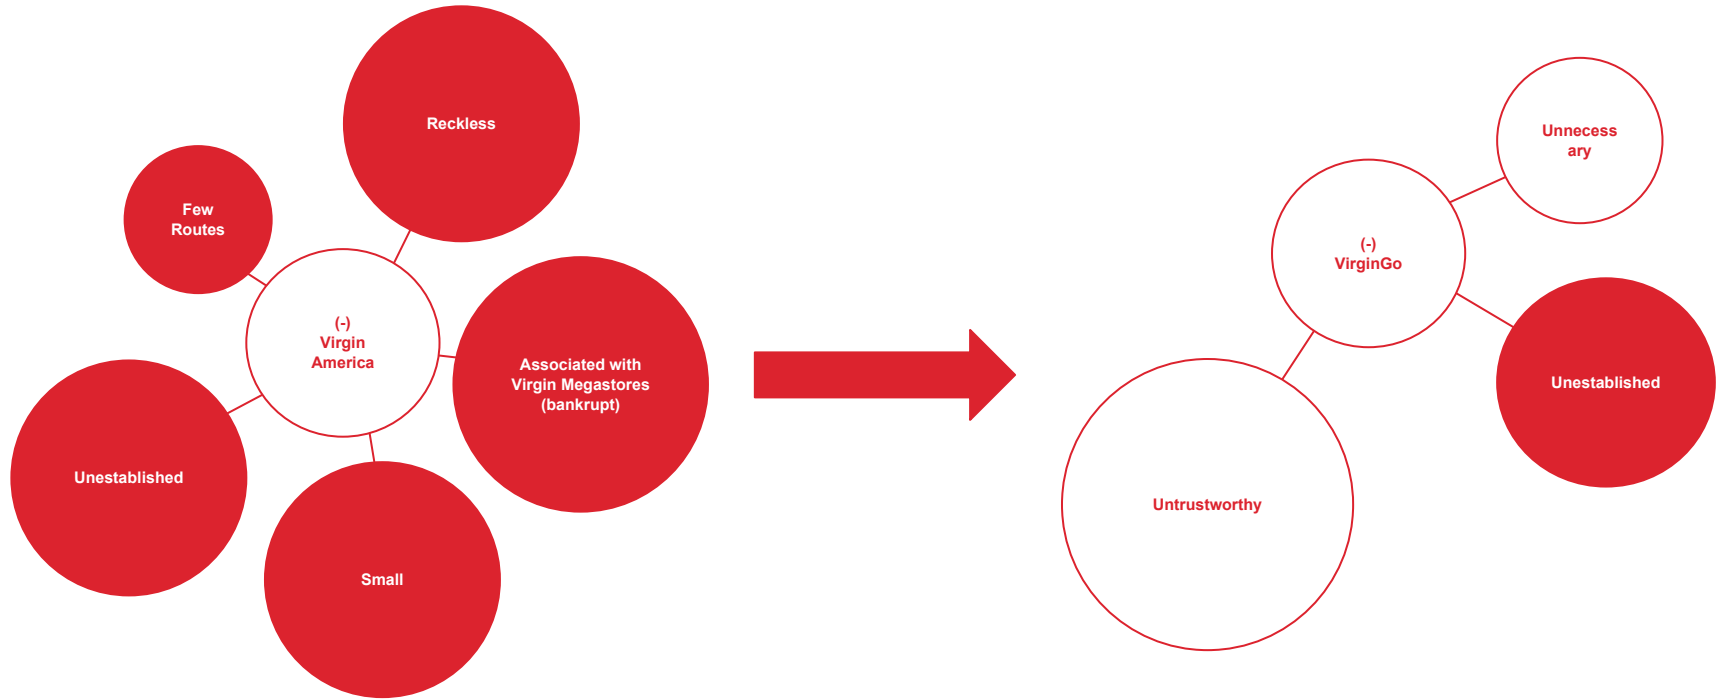 Reckless
Few
Routes
(-)
Virgin
America
Associated with
Virgin Megastores
(bankrupt)
Unestablished
Small
Unnecess
ary
(-)
VirginGo
Unestablished
Untrustworthy